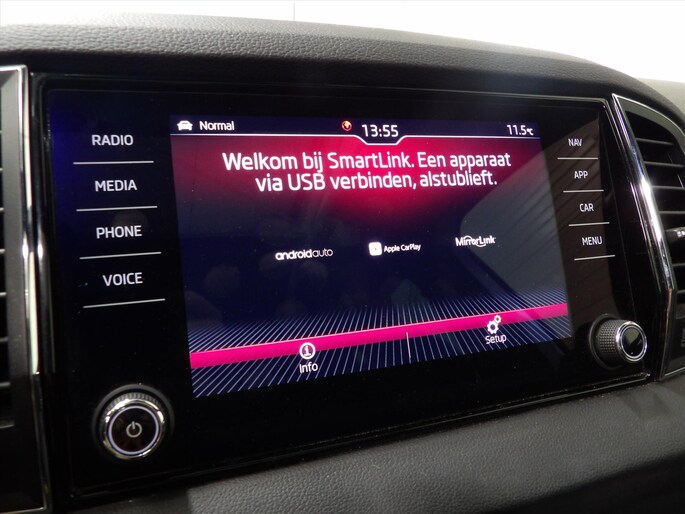 RADIO
MEDIA
PHONE
VOICE
Normal
13:55
11.5°C
Welkom bij SmartLink. Een apparaat
via USB verbinden, alstublieft.
androidauto
Apple CarPlay
MirrorLink
Info
Setup
NAV
APP
CAR
MENU